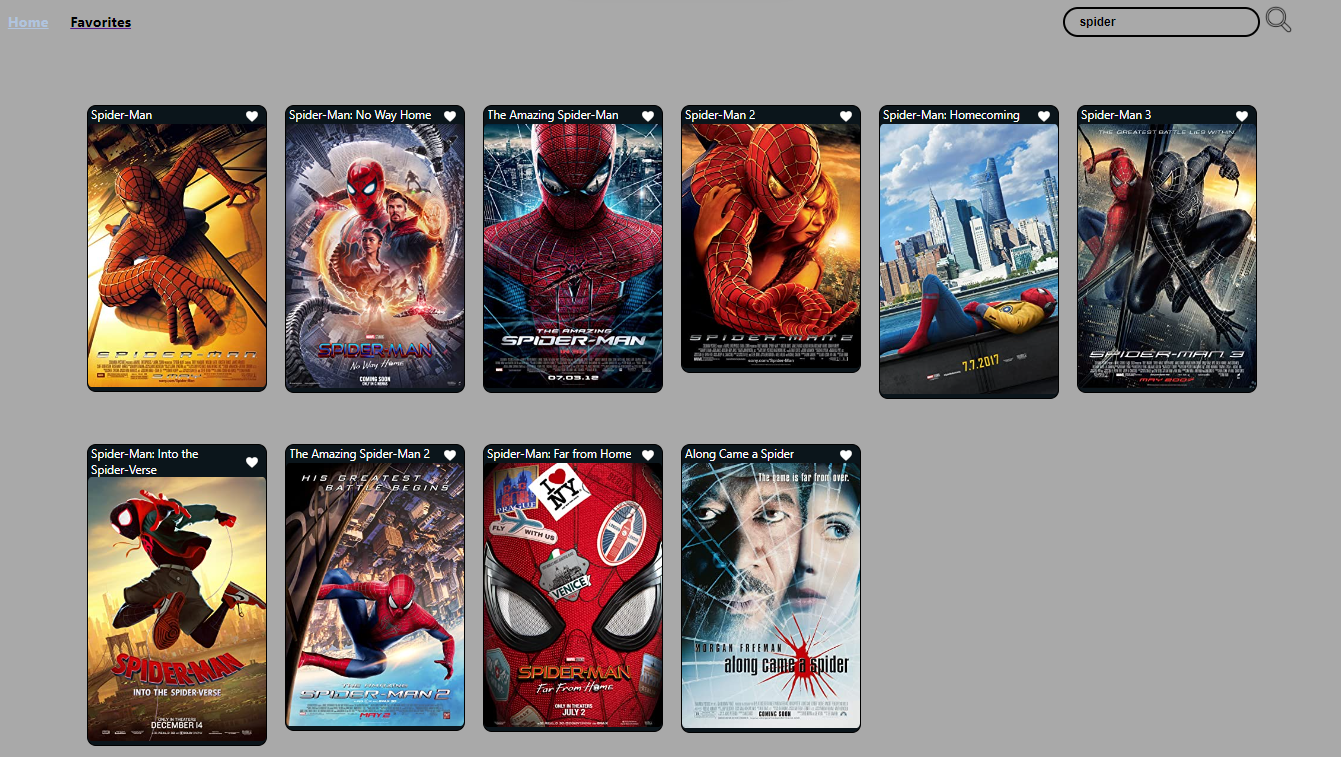 Home
Favorites
spider
Spider-Man
Spider-Man: No Way Home
The Amazing Spider-Man
Spider-Man 2
Spider-Man: Homecoming
Spider-Man 3
THE GREATEST BATTLE LIES WITHIN.
SPIDER-MAN
SPIDER-MAN
No Way Home
COMING SOON
THE AMAZING
SPIDER-MAN
07.03.12
SPIDER-MAN 2
7.7.2017
SPIDER-MAN 3
MAY 2007
Spider-Man: Into the
Spider-Verse
The Amazing Spider-Man 2
Spider-Man: Far from Home
Along Came a Spider
SPIDER-MAN
INTO THE SPIDER-VERSE
ONLY IN THEATERS
DECEMBER 14
HIS GREATEST
BATTLE BEGINS
THE AMAZING
SPIDER-MAN 2
MAY 2
PRAGUE
I
NY
FLY
WITH US
VENICE
SPIDER-MAN
Far From Home
ONLY IN THEATERS
JULY 2
The game is far from over.
MORGAN FREEMAN
along came a spider
COMING SOON